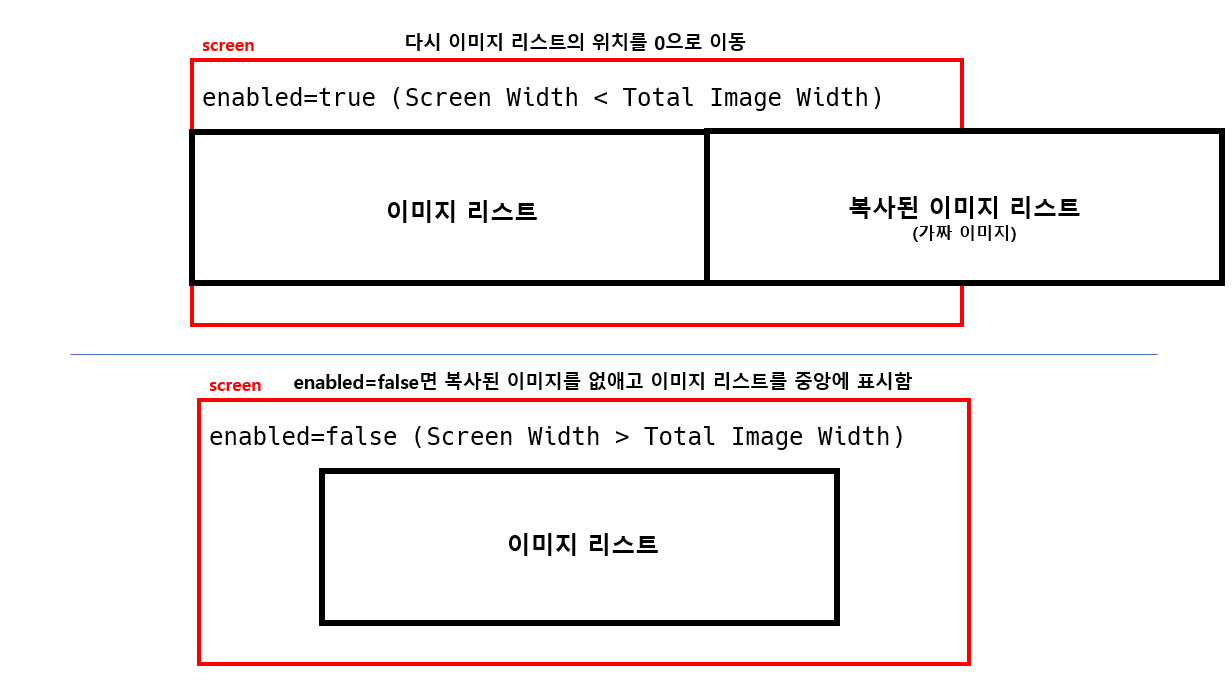 screen
다시 이미지 리스트의 위치를 0으로 이동
enabled=true (Screen Width < Total Image Width)
이미지 리스트
복사된 이미지 리스트
(가짜 이미지)
screen
enabled=false면 복사된 이미지를 없애고 이미지 리스트를 중앙에 표시함
enabled=false (Screen Width > Total Image Width)
이미지 리스트